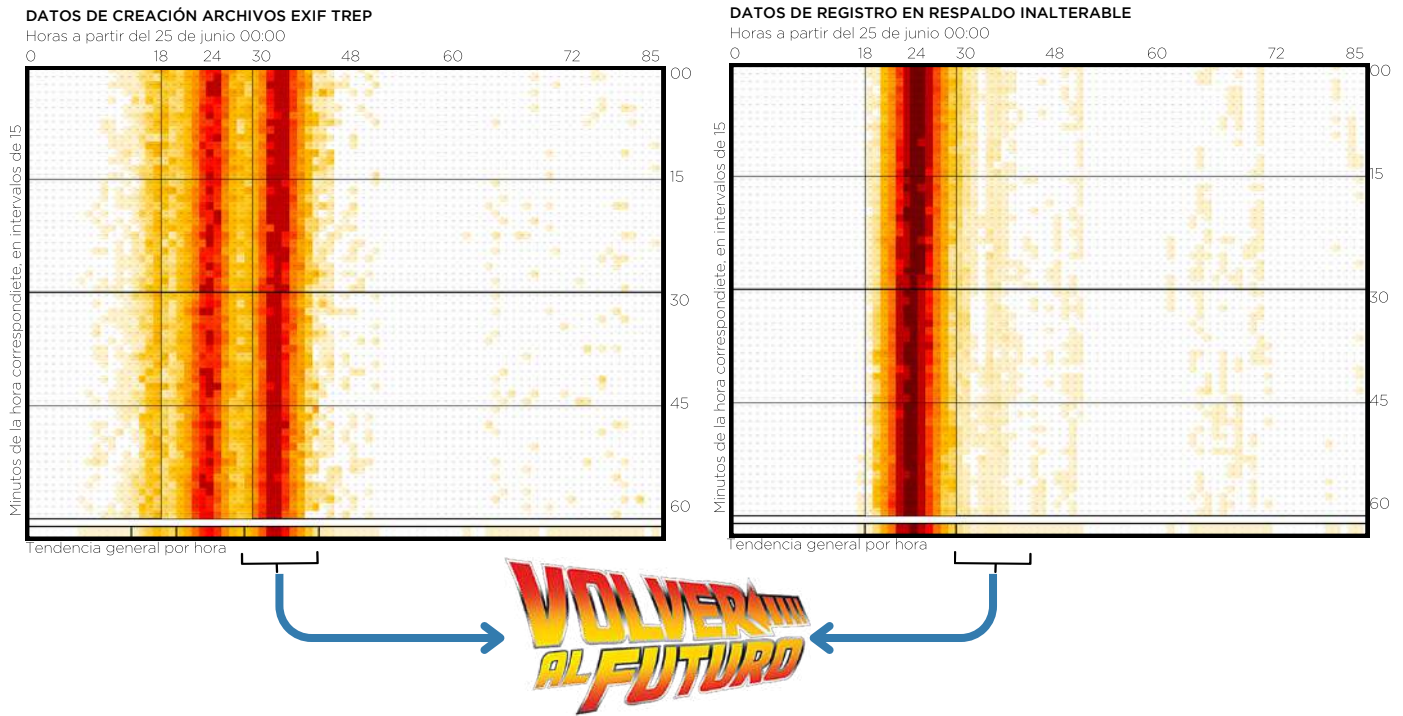 DATOS DE CREACIÓN ARCHIVOS EXIF TREP
Horas a partir del 25 de junio 00:00
0 18 24 30 48 60 72 85
00
15
30
45
60
Minutos de la hora correspondiete, en intervalos de 15
Tendencia general por hora
DATOS DE REGISTRO EN RESPALDO INALTERABLE
Horas a partir del 25 de junio 00:00
0 18 24 30 48 60 72 85
00
15
30
45
60
Minutos de la hora correspondiete, en intervalos de 15
Tendencia general por hora
VOLVER
AL FUTURO